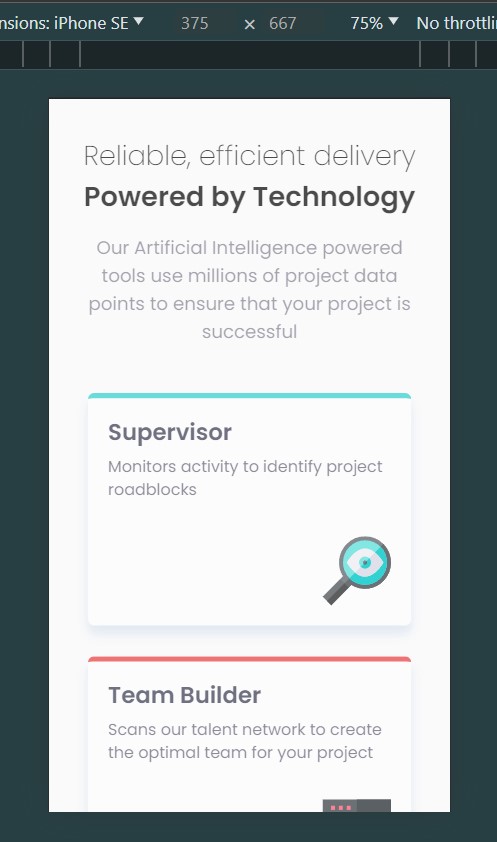 nsions: iPhone SE 375 × 667 75% No throttli
Reliable, efficient delivery
Powered by Technology
Our Artificial Intelligence powered
tools use millions of project data
points to ensure that your project is
successful
Supervisor
Monitors activity to identify project
roadblocks
Team Builder
Scans our talent network to create
the optimal team for your project